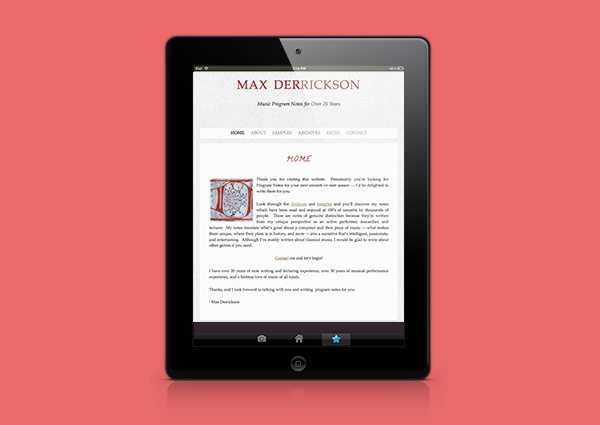 iPad 5:14 PM
MAX DERRICKSON
Music Program Notes for Over 20 Years
HOME ABOUT SAMPLES ARCHIVES RATES CONTACT
HOME
Thank you for visiting this website. Presumably you're looking for
Program Notes for your next concert, or next season — I'd be delighted to
write them for you.
Look through the Archives and Samples and you'll discover my notes
which have been read and enjoyed at 100's of concerts by thousands of
people. These are notes of genuine distinction because they're written
from my unique perspective as an active performer, researcher, and
lecturer. My notes translate what's great about a composer and their piece of music — what makes
them unique, where their place is in history, and more — into a narrative that's intelligent, passionate,
and entertaining. Although I've mostly written about classical music, I would be glad to write about
other genres if you need.
Contact me and let's begin!
I have over 20 years of note writing and lecturing experience, over 30 years of musical performance
experience, and a lifetime love of music of all kinds.
Thanks, and I look forward to talking with you and writing program notes for you.
- Max Derrickson